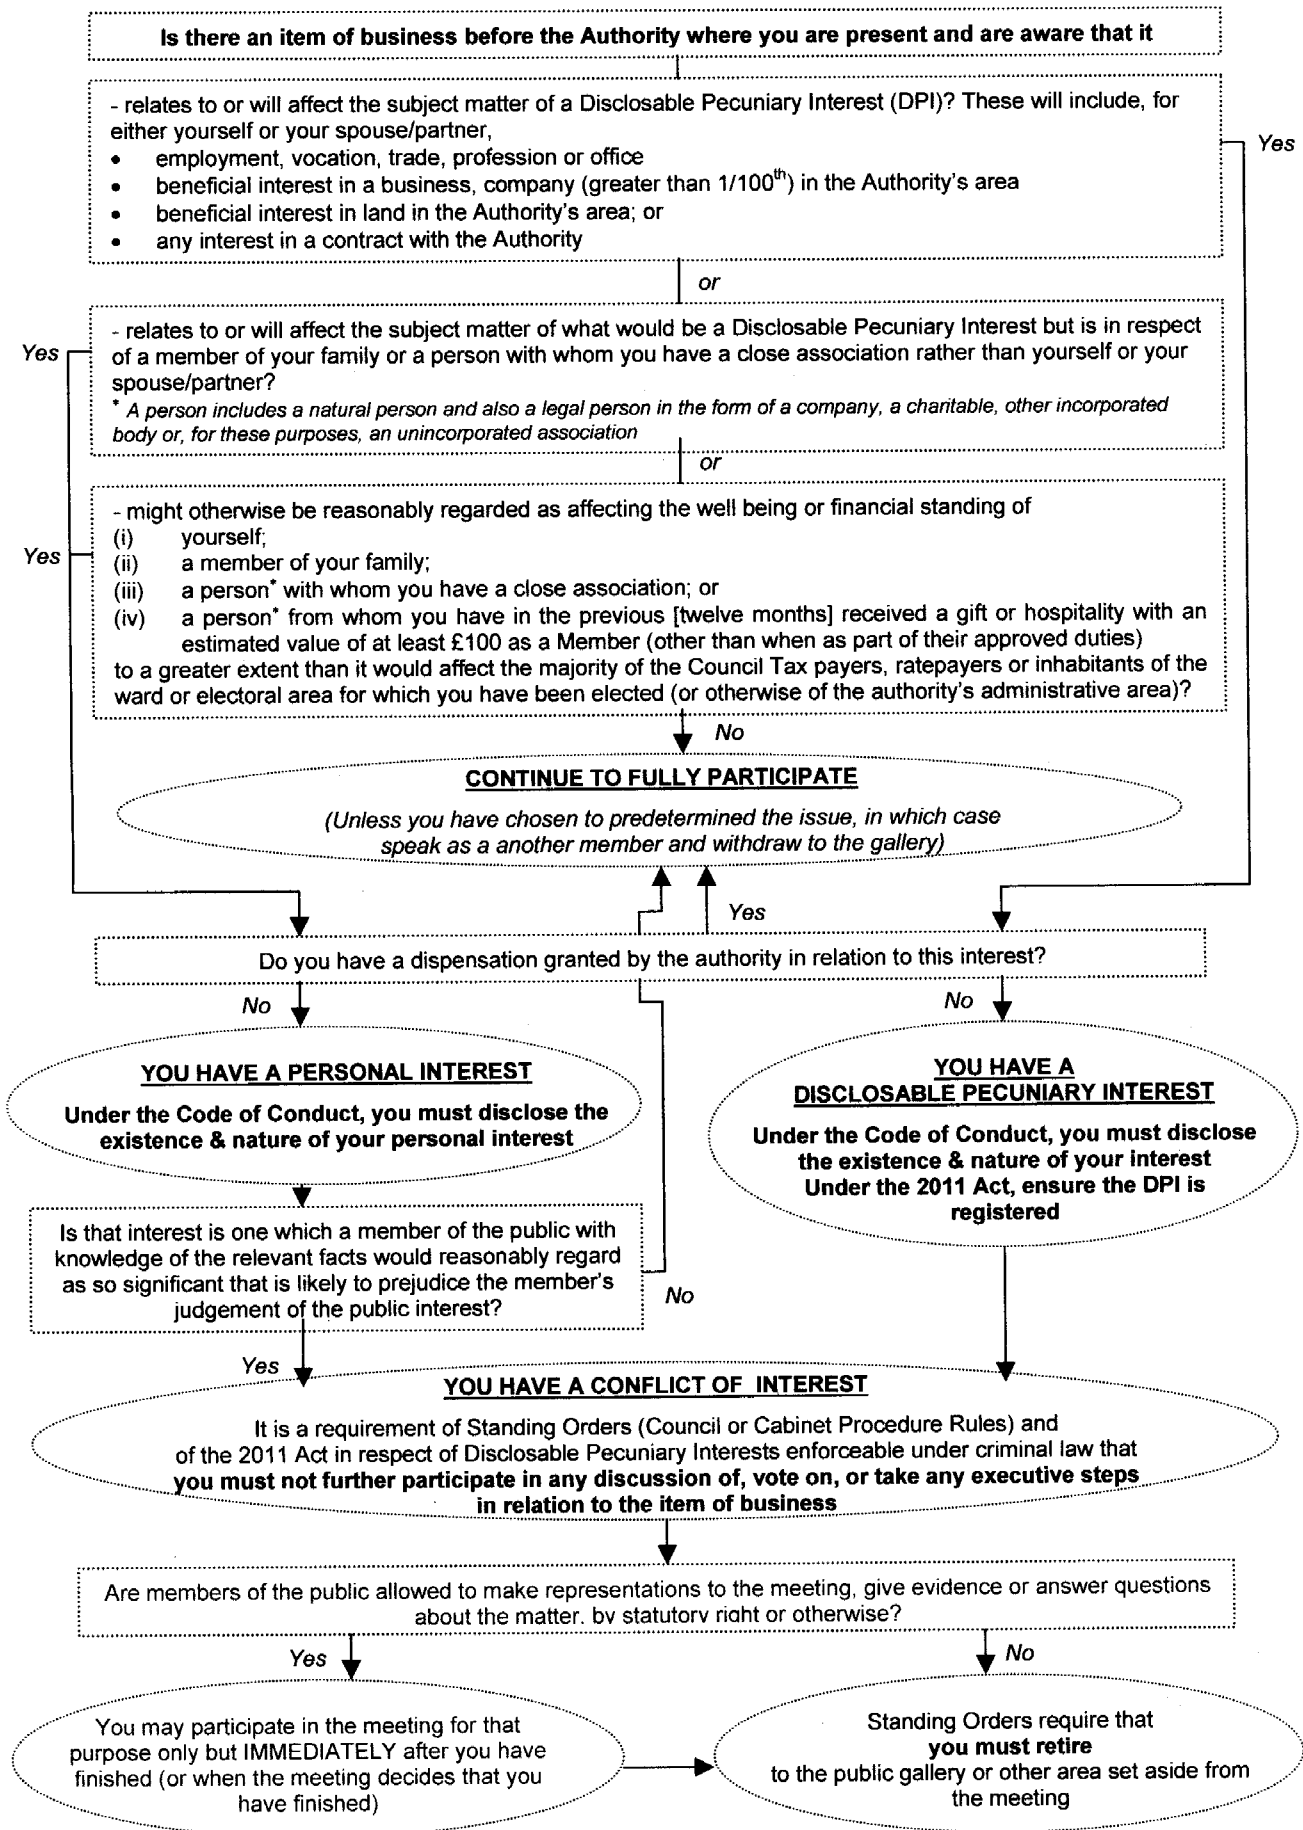 Is there an item of business before the Authority where you are present and are aware that it
- relates to or will affect the subject matter of a Disclosable Pecuniary Interest (DPI)? These will include, for
either yourself or your spouse/partner,
• employment, vocation, trade, profession or office
• beneficial interest in a business, company (greater than 1/100th) in the Authority's area
• beneficial interest in land in the Authority's area; or
• any interest in a contract with the Authority
Yes
or
- relates to or will affect the subject matter of what would be a Disclosable Pecuniary Interest but is in respect
of a member of your family or a person with whom you have a close association rather than yourself or your
spouse/partner?
* A person includes a natural person and also a legal person in the form of a company, a charitable, other incorporated
body or, for these purposes, an unincorporated association
Yes
or
- might otherwise be reasonably regarded as affecting the well being or financial standing of
(i) yourself;
(ii) a member of your family;
(iii) a person* with whom you have a close association; or
(iv) a person* from whom you have in the previous [twelve months] received a gift or hospitality with an
estimated value of at least £100 as a Member (other than when as part of their approved duties)
to a greater extent than it would affect the majority of the Council Tax payers, ratepayers or inhabitants of the
ward or electoral area for which you have been elected (or otherwise of the authority's administrative area)?
Yes
No
CONTINUE TO FULLY PARTICIPATE
(Unless you have chosen to predetermined the issue, in which case
speak as a another member and withdraw to the gallery)
Yes
Do you have a dispensation granted by the authority in relation to this interest?
No
No
YOU HAVE A PERSONAL INTEREST
Under the Code of Conduct, you must disclose the
existence & nature of your personal interest
YOU HAVE A
DISCLOSABLE PECUNIARY INTEREST
Under the Code of Conduct, you must disclose
the existence & nature of your interest
Under the 2011 Act, ensure the DPI is
registered
Is that interest is one which a member of the public with
knowledge of the relevant facts would reasonably regard
as so significant that is likely to prejudice the member's
judgement of the public interest?
No
Yes
YOU HAVE A CONFLICT OF INTEREST
It is a requirement of Standing Orders (Council or Cabinet Procedure Rules) and
of the 2011 Act in respect of Disclosable Pecuniary Interests enforceable under criminal law that
you must not further participate in any discussion of, vote on, or take any executive steps
in relation to the item of business
Are members of the public allowed to make representations to the meeting, give evidence or answer questions
about the matter, by statutory right or otherwise?
Yes
No
You may participate in the meeting for that
purpose only but IMMEDIATELY after you have
finished (or when the meeting decides that you
have finished)
Standing Orders require that
you must retire
to the public gallery or other area set aside from
the meeting